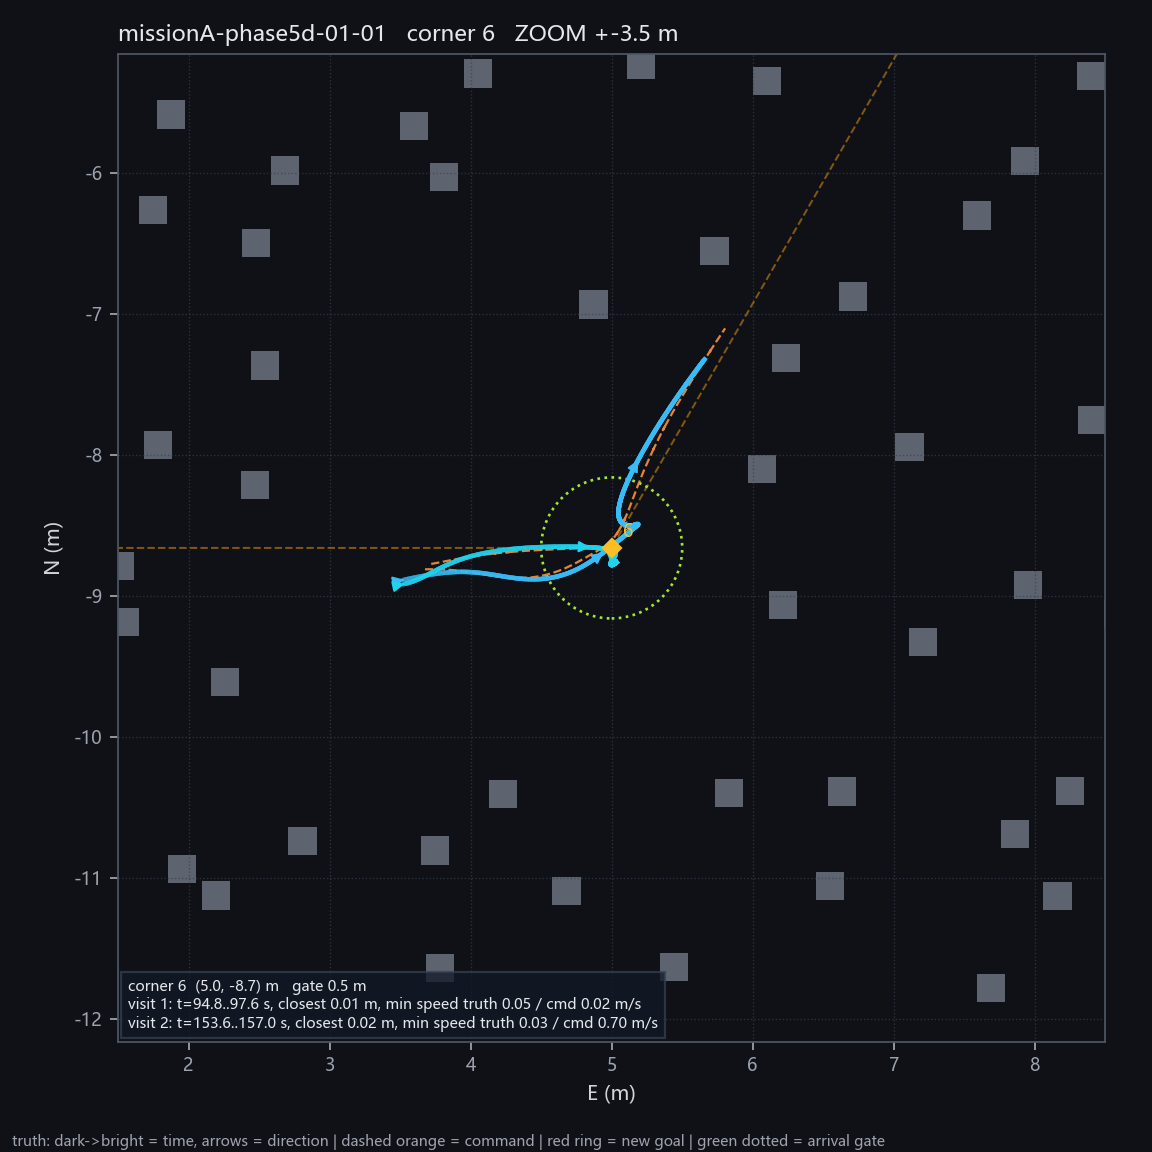 missionA-phase5d-01-01   corner 6   ZOOM +-3.5 m
-6
-7
-8
-9
-10
-11
-12
N (m)
corner 6  (5.0, -8.7) m   gate 0.5 m
visit 1: t=94.8..97.6 s, closest 0.01 m, min speed truth 0.05 / cmd 0.02 m/s
visit 2: t=153.6..157.0 s, closest 0.02 m, min speed truth 0.03 / cmd 0.70 m/s
2 3 4 5 6 7 8
E (m)
truth: dark->bright = time, arrows = direction | dashed orange = command | red ring = new goal | green dotted = arrival gate